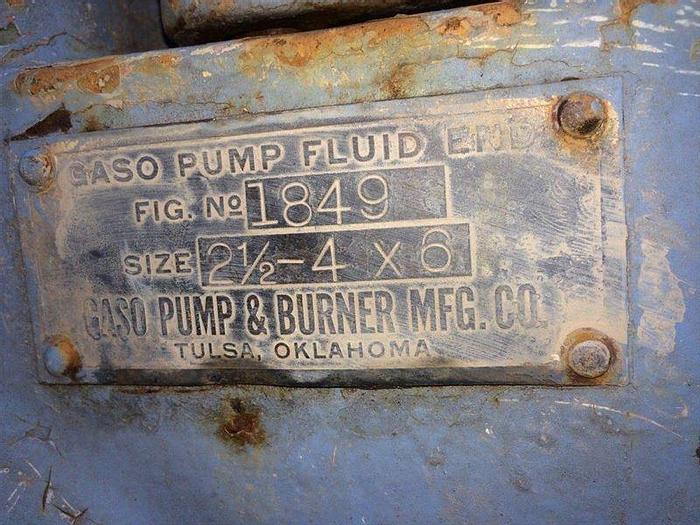 GASO PUMP FLUID END
FIG. No 1849
SIZE 2½-4 X 6
GASO PUMP & BURNER MFG. CO.
TULSA, OKLAHOMA